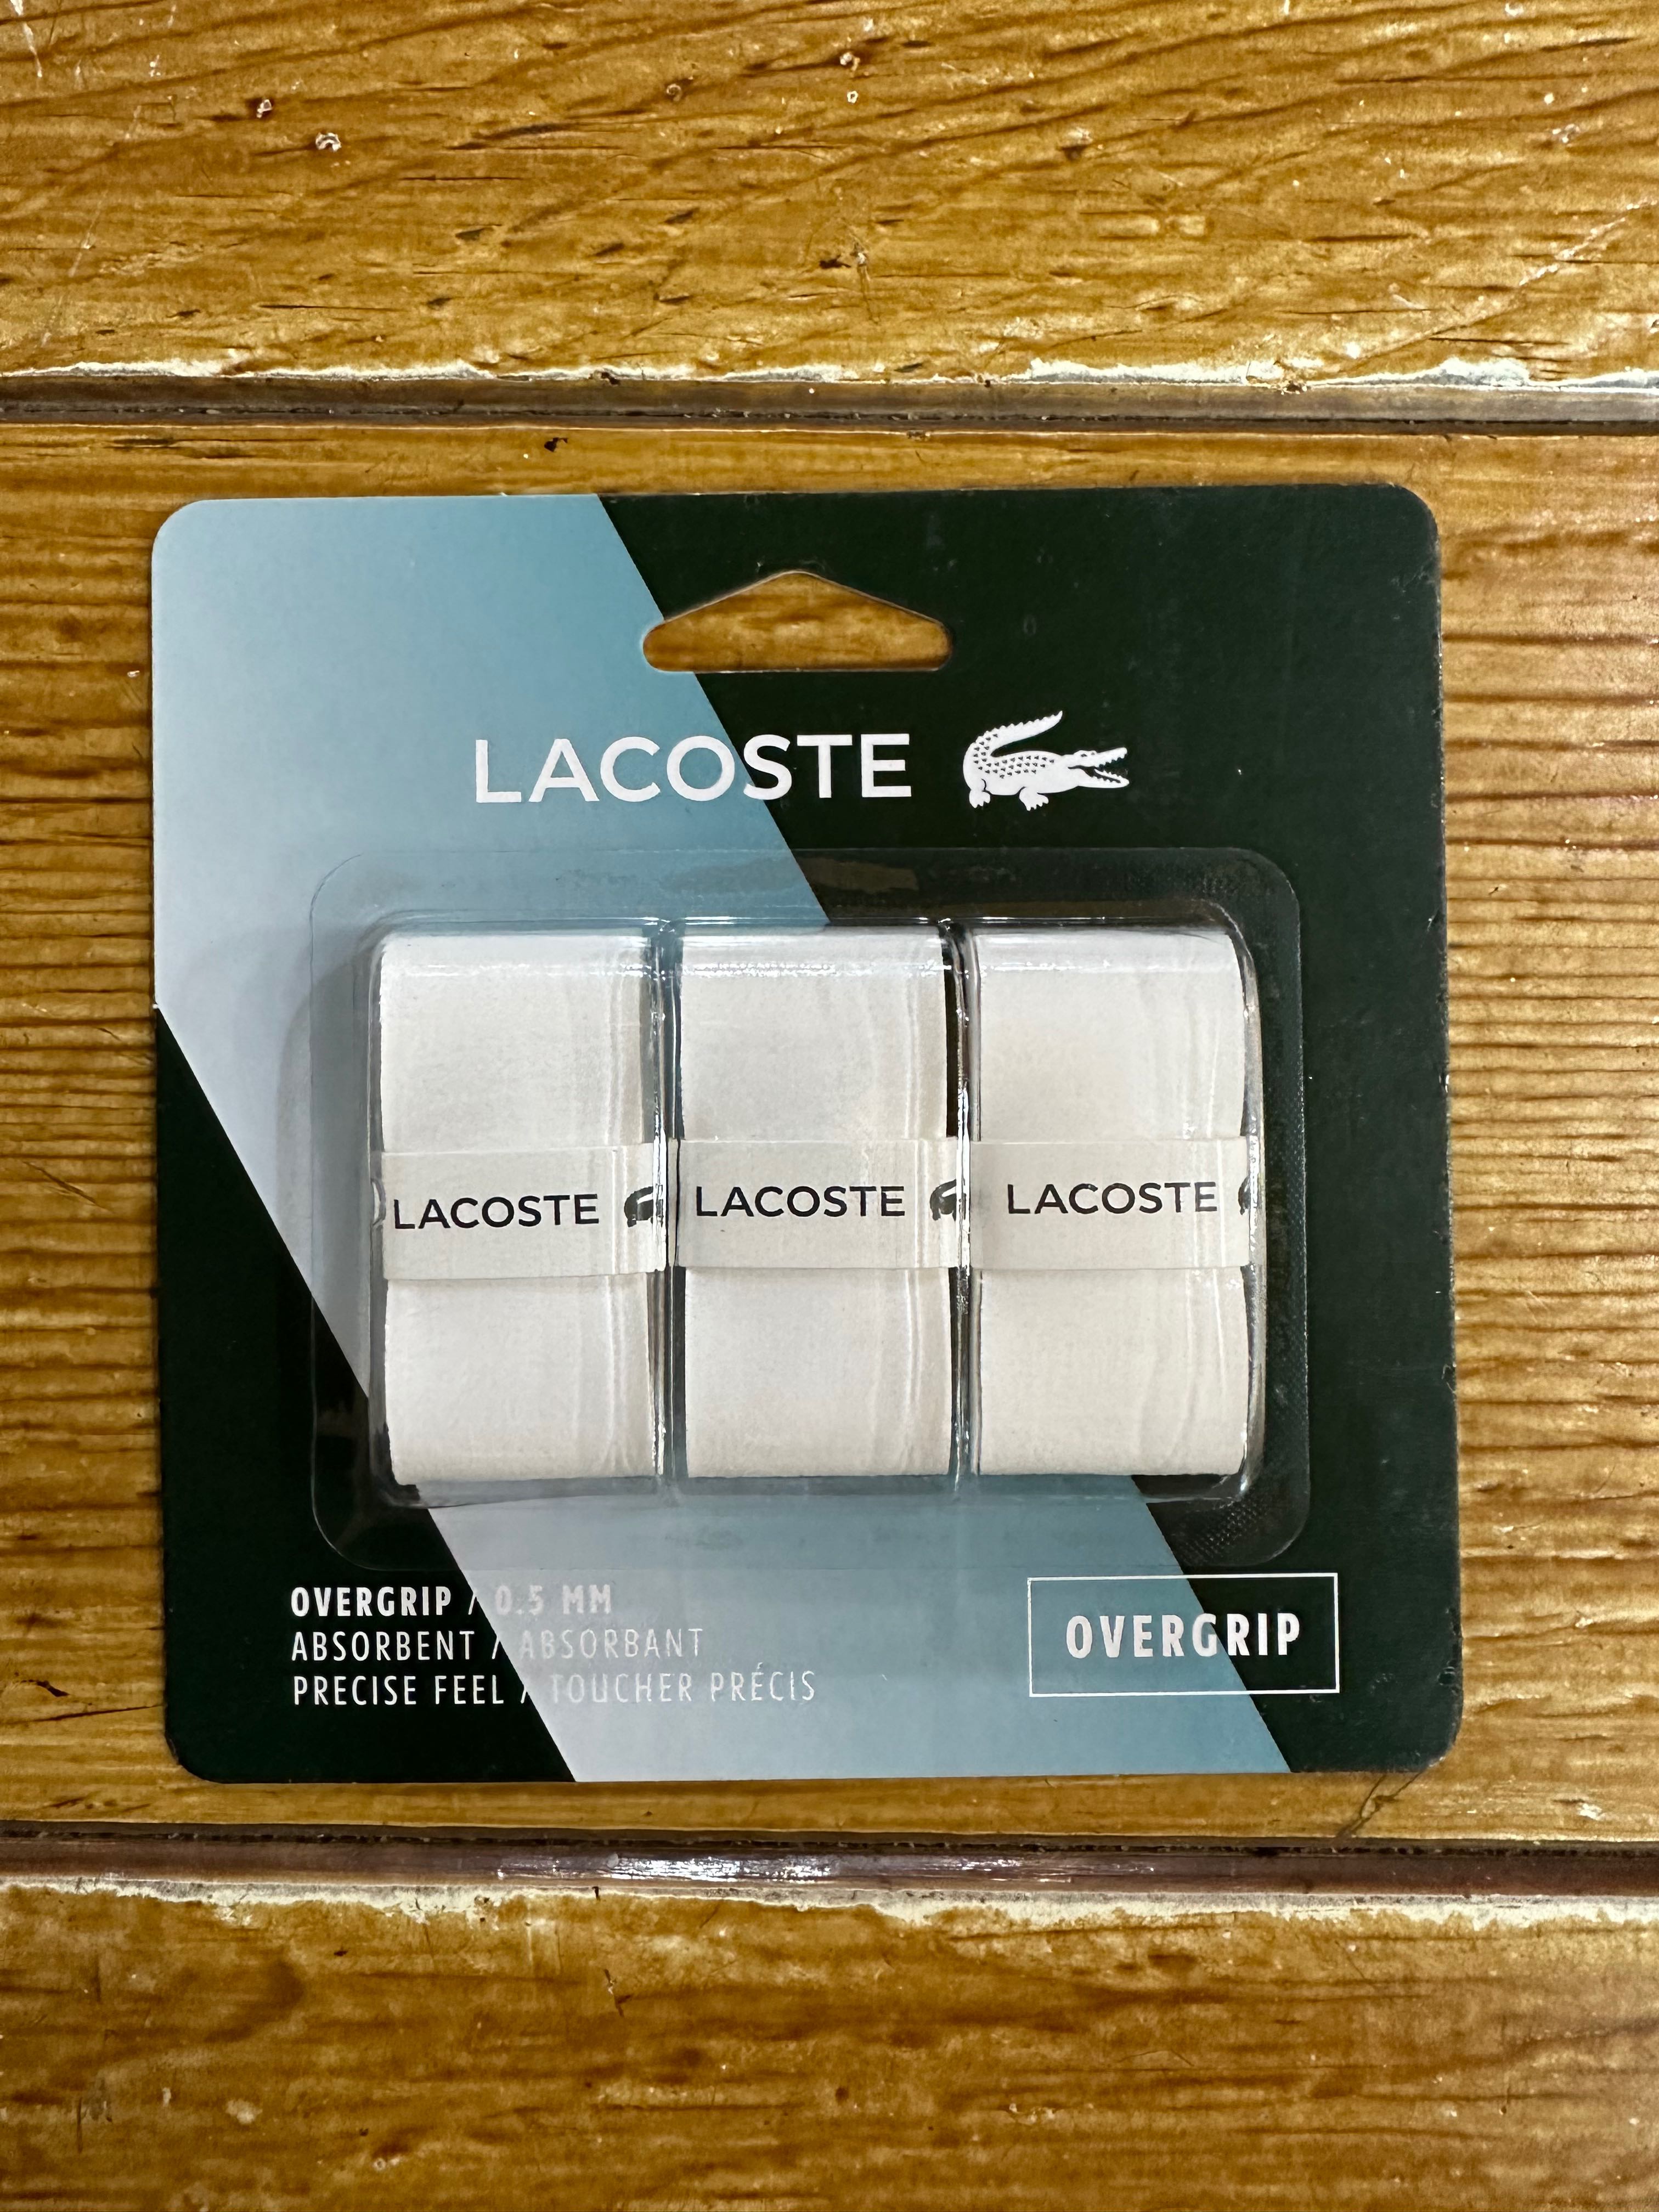 LACOSTE
LACOSTE LACOSTE LACOSTE
OVERGRIP / 0.5 MM
ABSORBENT / ABSORBANT
PRECISE FEEL / TOUCHER PRÉCIS
OVERGRIP